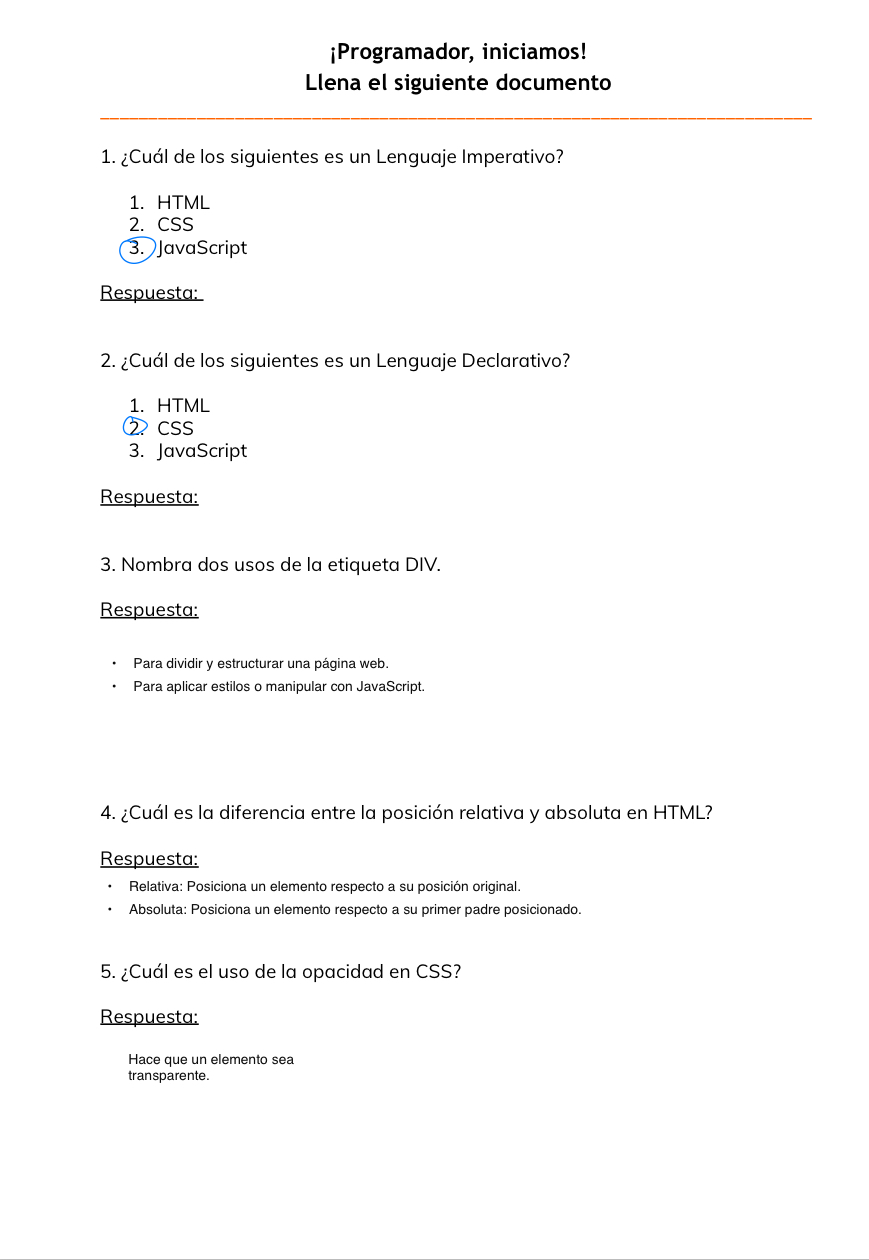 ¡Programador, iniciamos!
Llena el siguiente documento
1. ¿Cuál de los siguientes es un Lenguaje Imperativo?
1. HTML
2. CSS
3. JavaScript
Respuesta:
2. ¿Cuál de los siguientes es un Lenguaje Declarativo?
1. HTML
2. CSS
3. JavaScript
Respuesta:
3. Nombra dos usos de la etiqueta DIV.
Respuesta:
• Para dividir y estructurar una página web.
• Para aplicar estilos o manipular con JavaScript.
4. ¿Cuál es la diferencia entre la posición relativa y absoluta en HTML?
Respuesta:
• Relativa: Posiciona un elemento respecto a su posición original.
• Absoluta: Posiciona un elemento respecto a su primer padre posicionado.
5. ¿Cuál es el uso de la opacidad en CSS?
Respuesta:
Hace que un elemento sea
transparente.